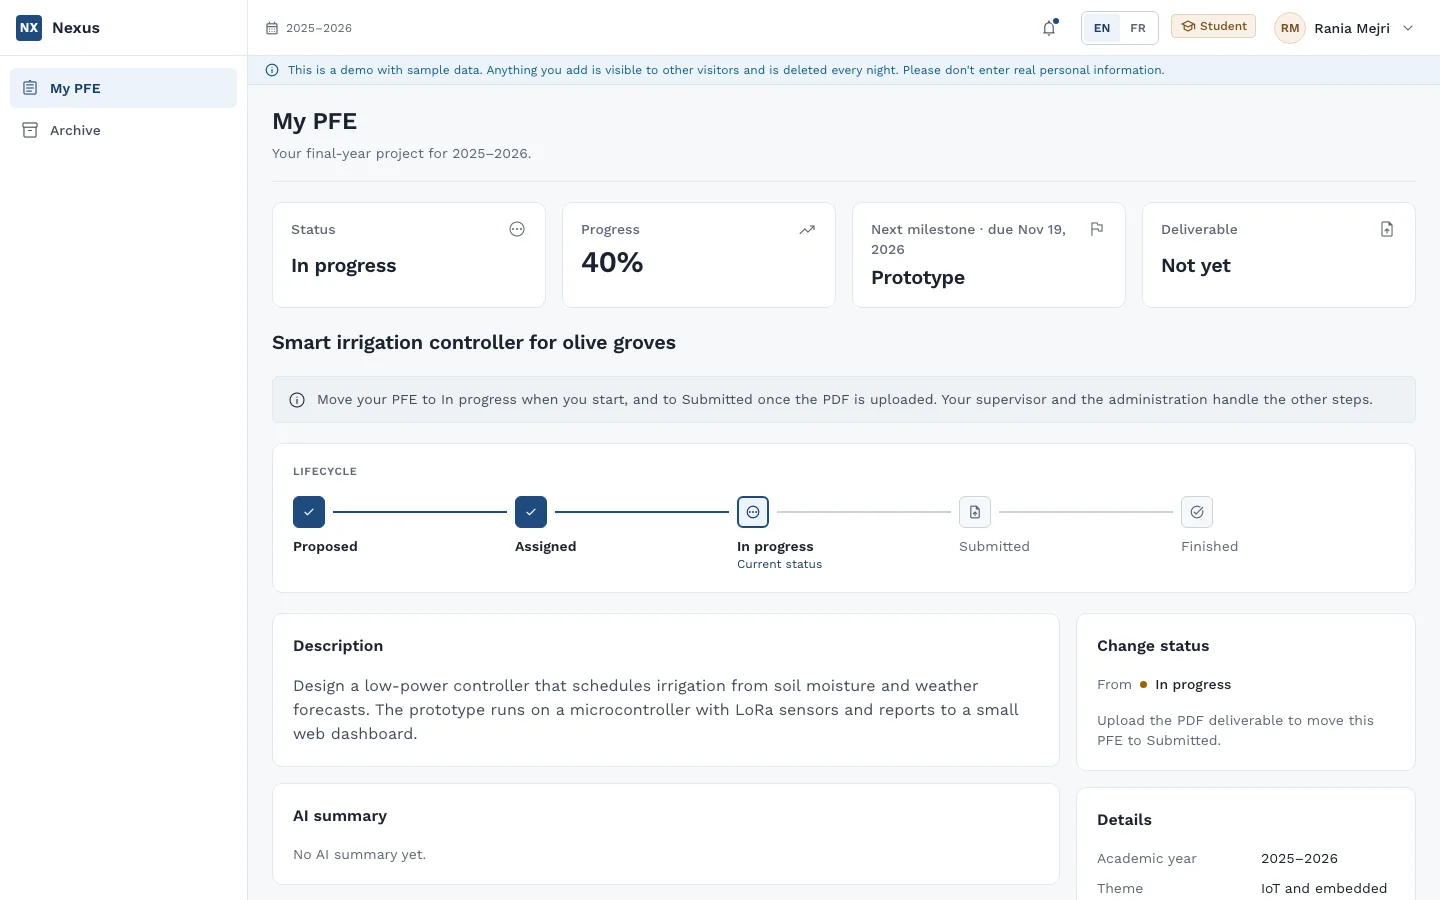 NX Nexus
2025–2026
EN FR
Student
RM Rania Mejri
This is a demo with sample data. Anything you add is visible to other visitors and is deleted every night. Please don't enter real personal information.
My PFE
Archive
My PFE
Your final-year project for 2025–2026.
Status
In progress
Progress
40%
Next milestone · due Nov 19,
2026
Prototype
Deliverable
Not yet
Smart irrigation controller for olive groves
Move your PFE to In progress when you start, and to Submitted once the PDF is uploaded. Your supervisor and the administration handle the other steps.
LIFECYCLE
Proposed
Assigned
In progress
Current status
Submitted
Finished
Description
Design a low-power controller that schedules irrigation from soil moisture and weather
forecasts. The prototype runs on a microcontroller with LoRa sensors and reports to a small
web dashboard.
AI summary
No AI summary yet.
Change status
From In progress
Upload the PDF deliverable to move this
PFE to Submitted.
Details
Academic year 2025–2026
Theme IoT and embedded